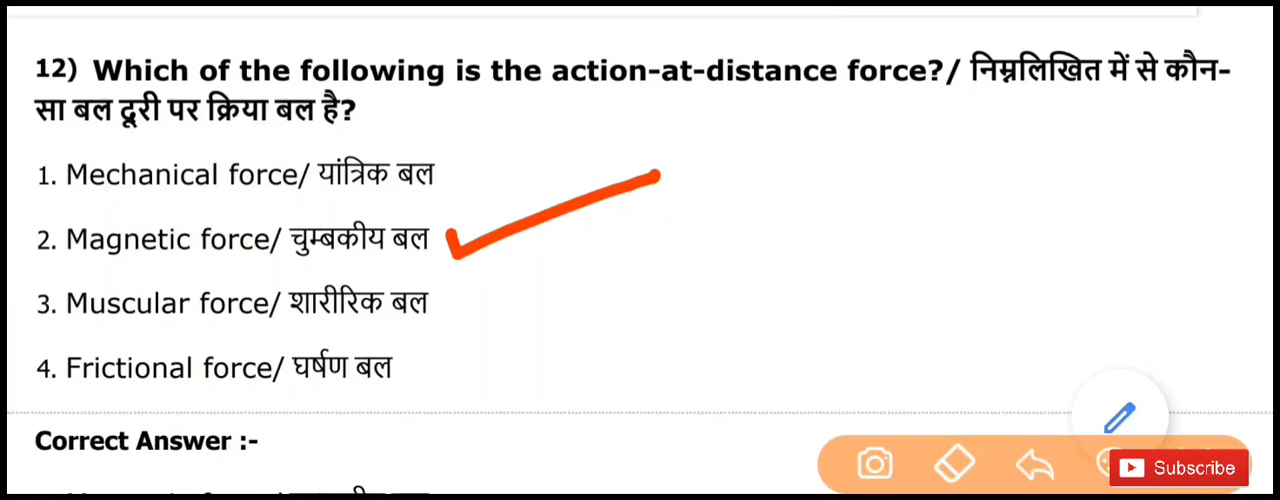 12) Which of the following is the action-at-distance force?/ निम्नलिखित में से कौन-
सा बल दूरी पर क्रिया बल है?
1. Mechanical force/ यांत्रिक बल
2. Magnetic force/ चुम्बकीय बल
3. Muscular force/ शारीरिक बल
4. Frictional force/ घर्षण बल
Correct Answer :-
Subscribe